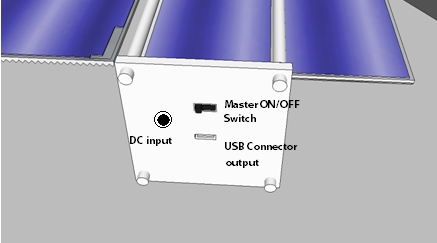 Master ON/OFF
Switch
DC input
USB Connector
output